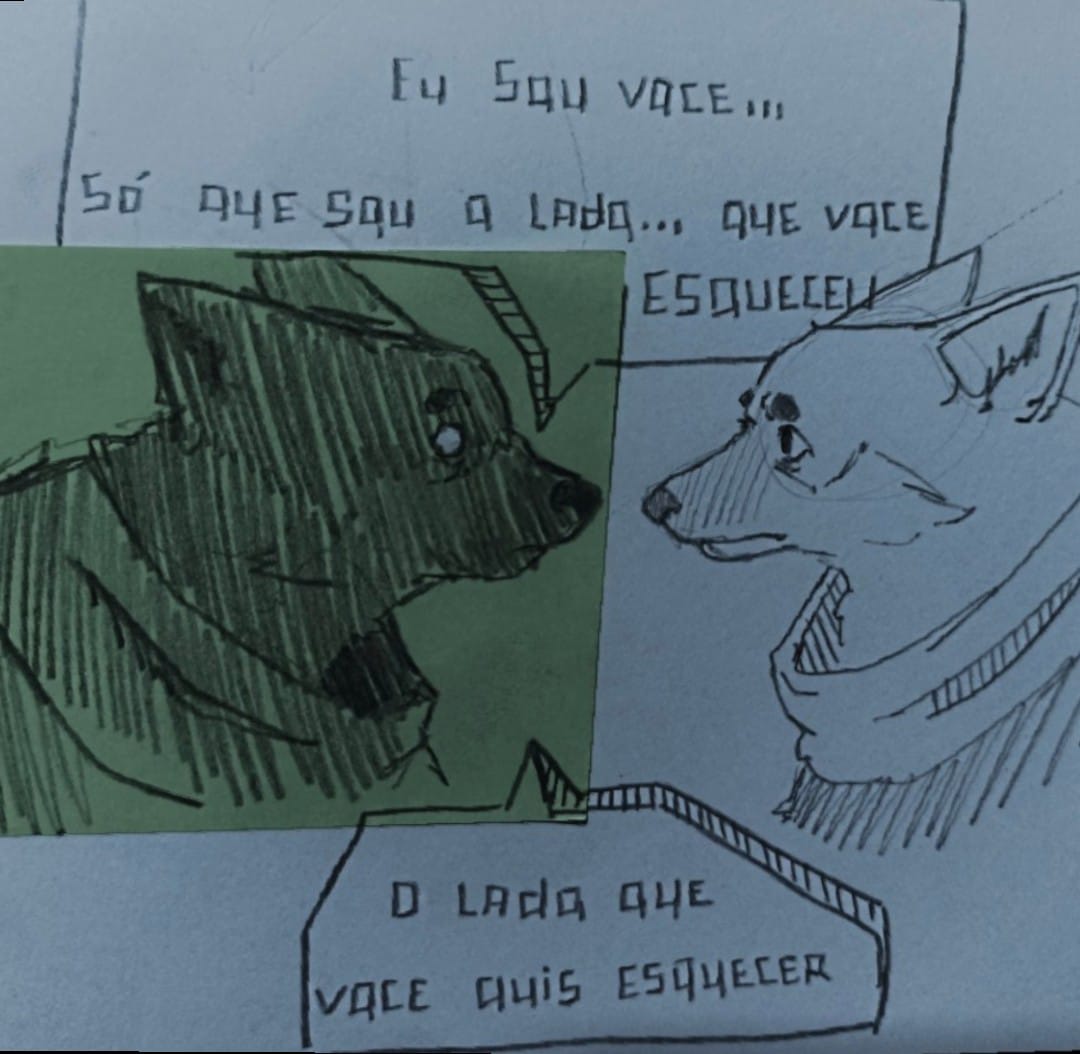 Eu sou voce...
Só que sou o lado... que voce
esqueceu
O lado que
voce quis esquecer